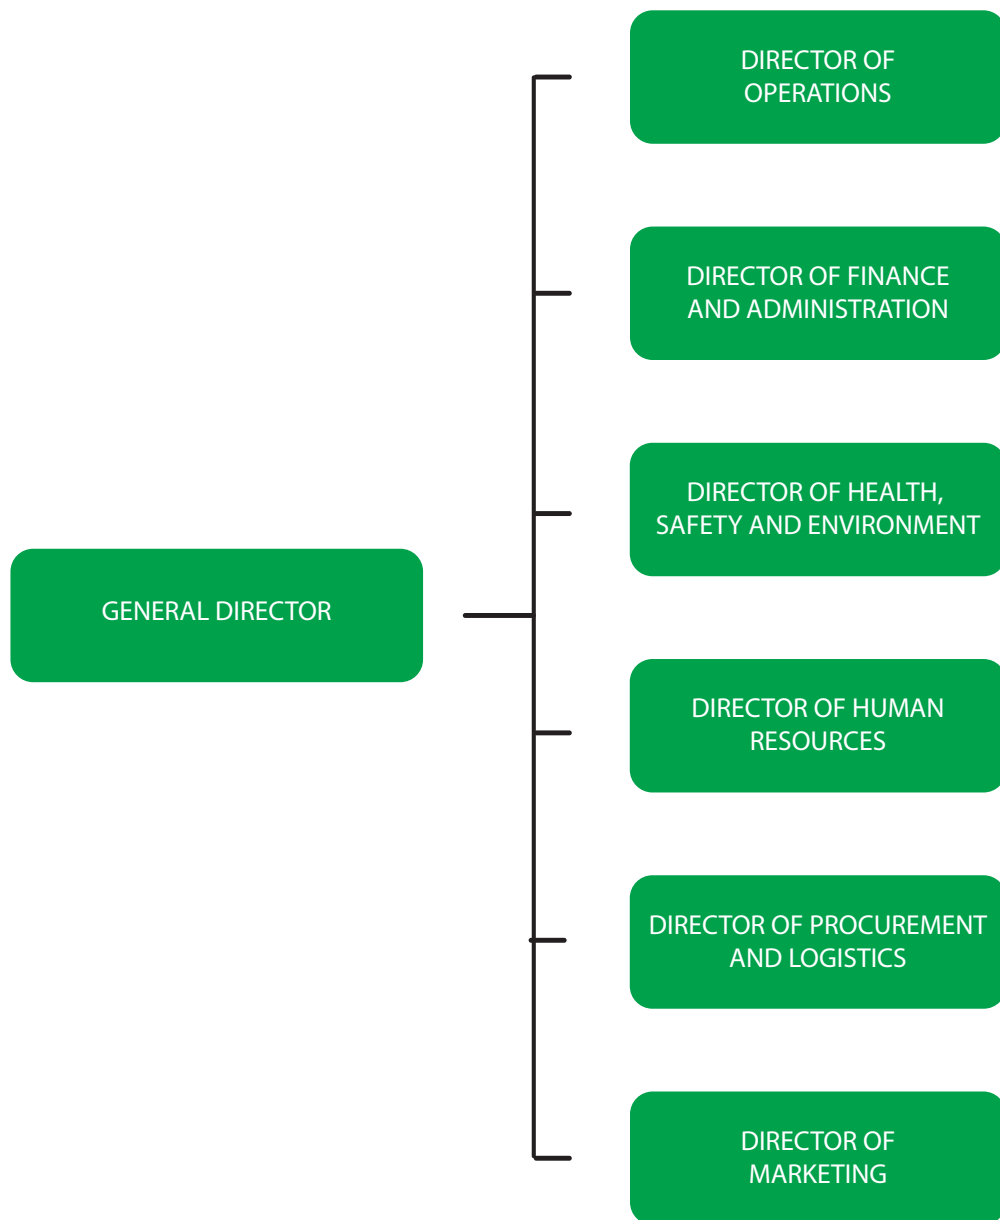 DIRECTOR OF
OPERATIONS
DIRECTOR OF FINANCE
AND ADMINISTRATION
DIRECTOR OF HEALTH,
SAFETY AND ENVIRONMENT
GENERAL DIRECTOR
DIRECTOR OF HUMAN
RESOURCES
DIRECTOR OF PROCUREMENT
AND LOGISTICS
DIRECTOR OF
MARKETING